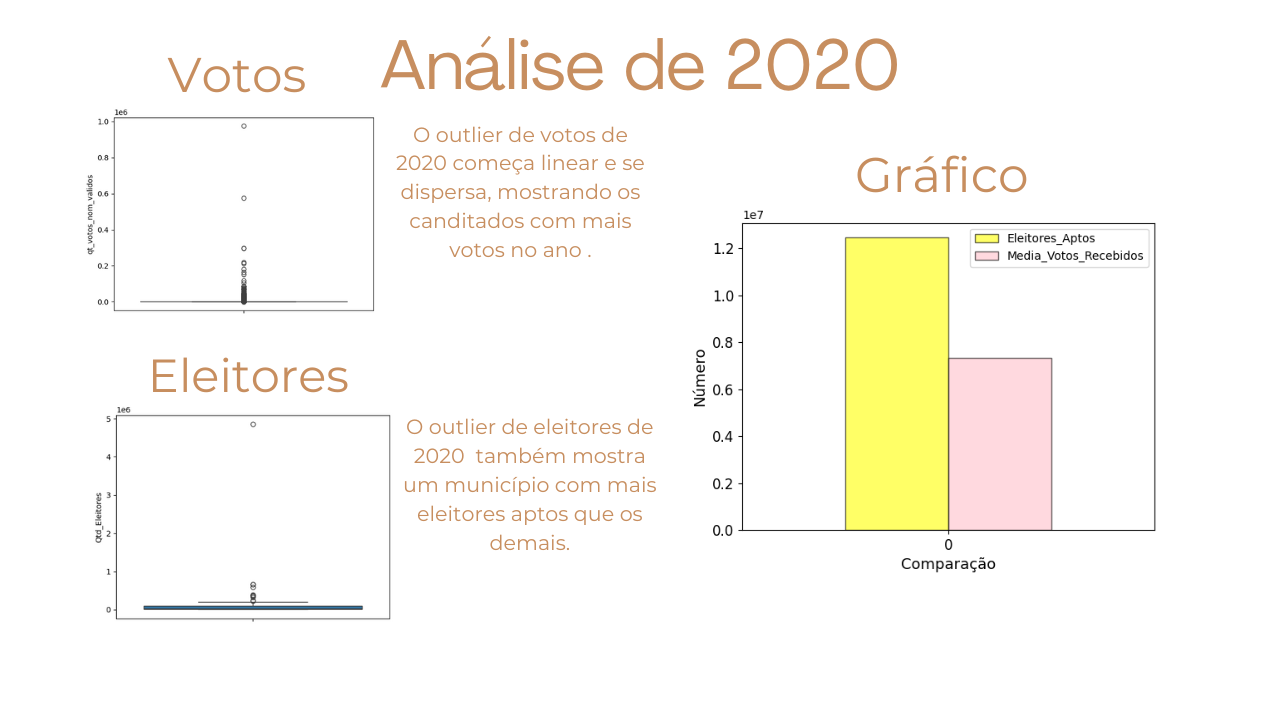 Análise de 2020
Votos
1e6
1.0
0.8
0.6
0.4
0.2
0.0
qt_votos_nom_validos
O outlier de votos de
2020 começa linear e se
dispersa, mostrando os
canditados com mais
votos no ano .
Eleitores
1e6
5
4
3
2
1
0
Qtd_Eleitores
O outlier de eleitores de
2020 também mostra
um município com mais
eleitores aptos que os
demais.
Gráfico
1e7
Eleitores_Aptos
Media_Votos_Recebidos
1.2
1.0
0.8
0.6
0.4
0.2
0.0
Número
0
Comparação